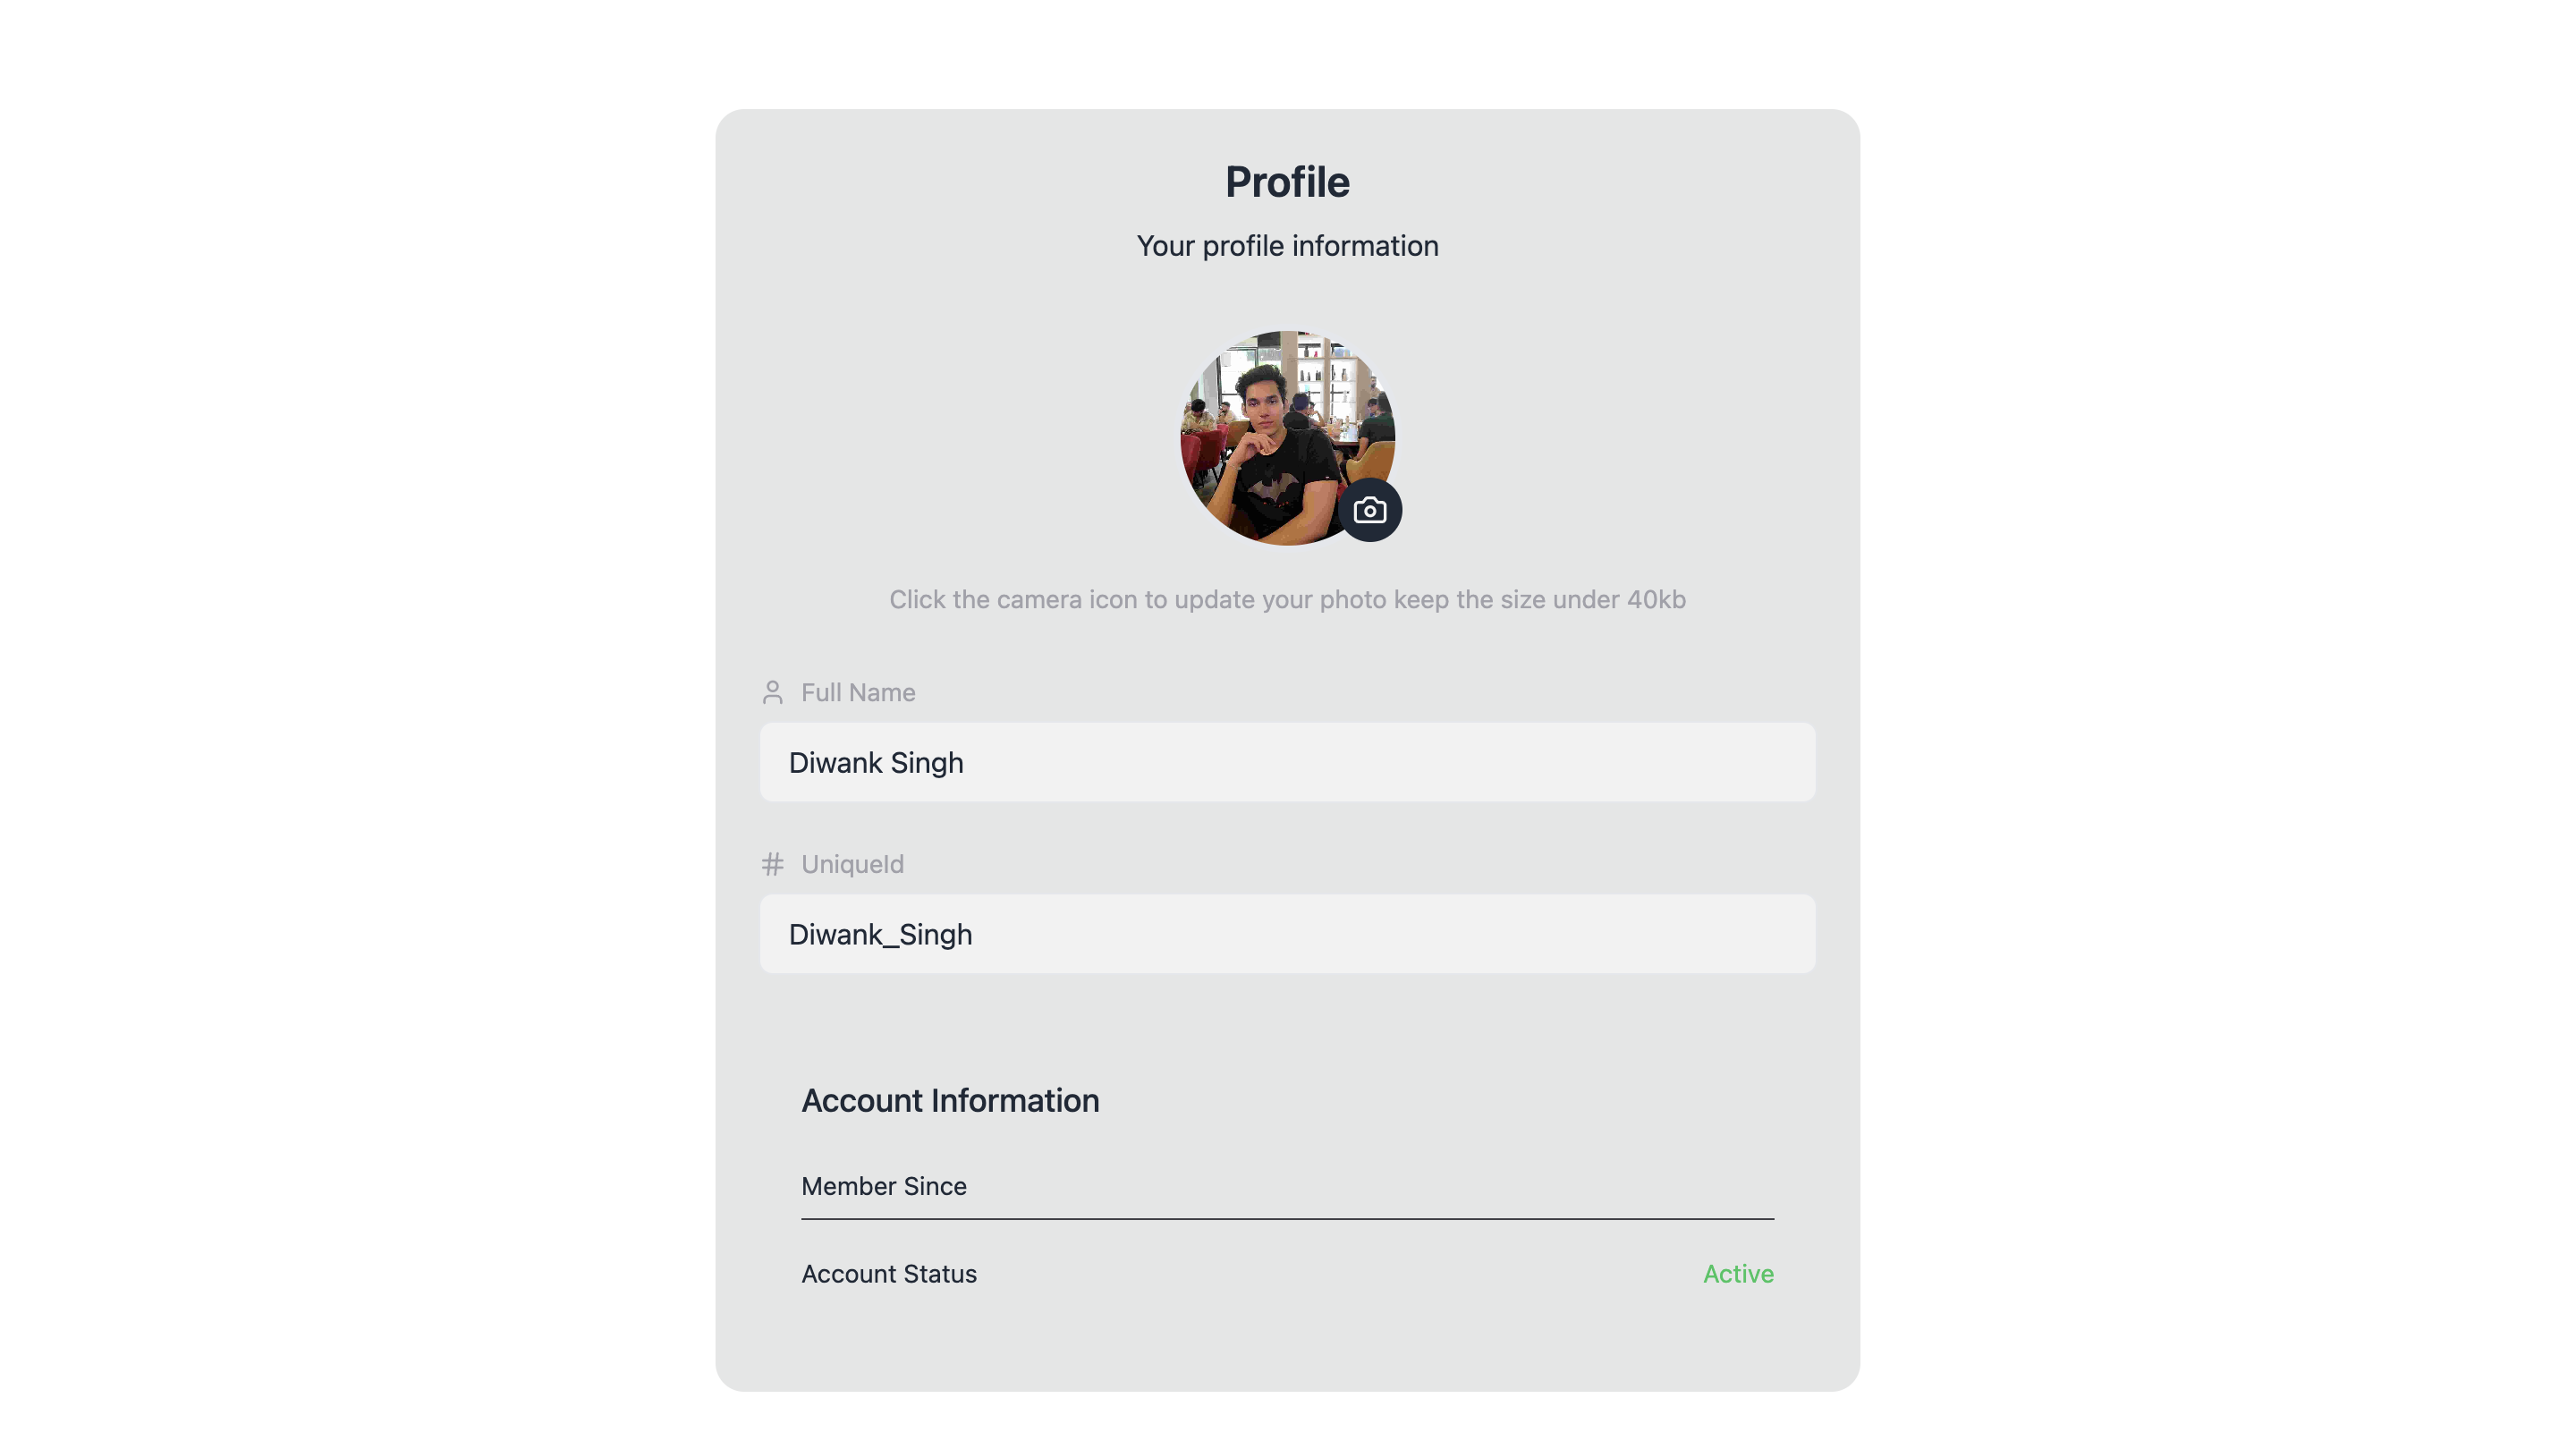 Profile
Your profile information
Click the camera icon to update your photo keep the size under 40kb
Full Name
Diwank Singh
UniqueId
Diwank_Singh
Account Information
Member Since
Account Status Active